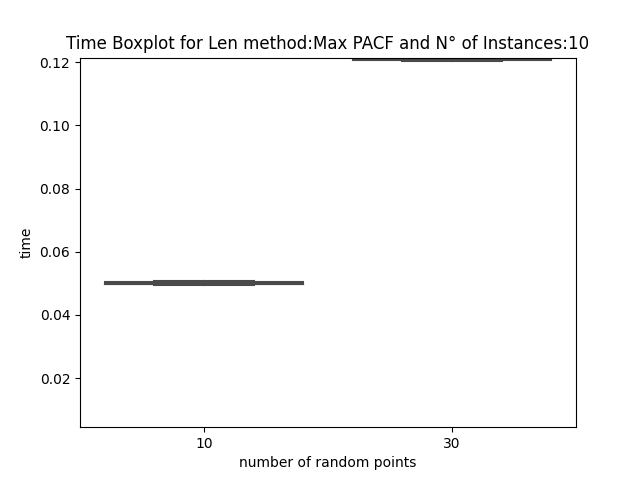 Time Boxplot for Len method:Max PACF and N° of Instances:10
0.12
0.10
0.08
0.06
0.04
0.02
time
10 30
number of random points